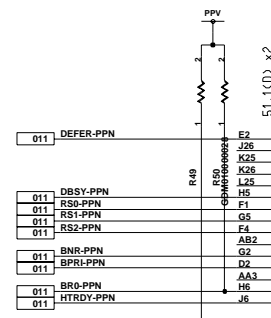 PPV
2 2
51.1(D) x2
R49 1
R50 1
011 DEFER-PPN E2
J26
K25
K26
L25
011 DBSY-PPN H5
011 RS0-PPN F1
011 RS1-PPN G5
011 RS2-PPN F4
AB2
011 BNR-PPN G2
011 BPRI-PPN D2
AA3
011 BR0-PPN H6
011 HTRDY-PPN J6